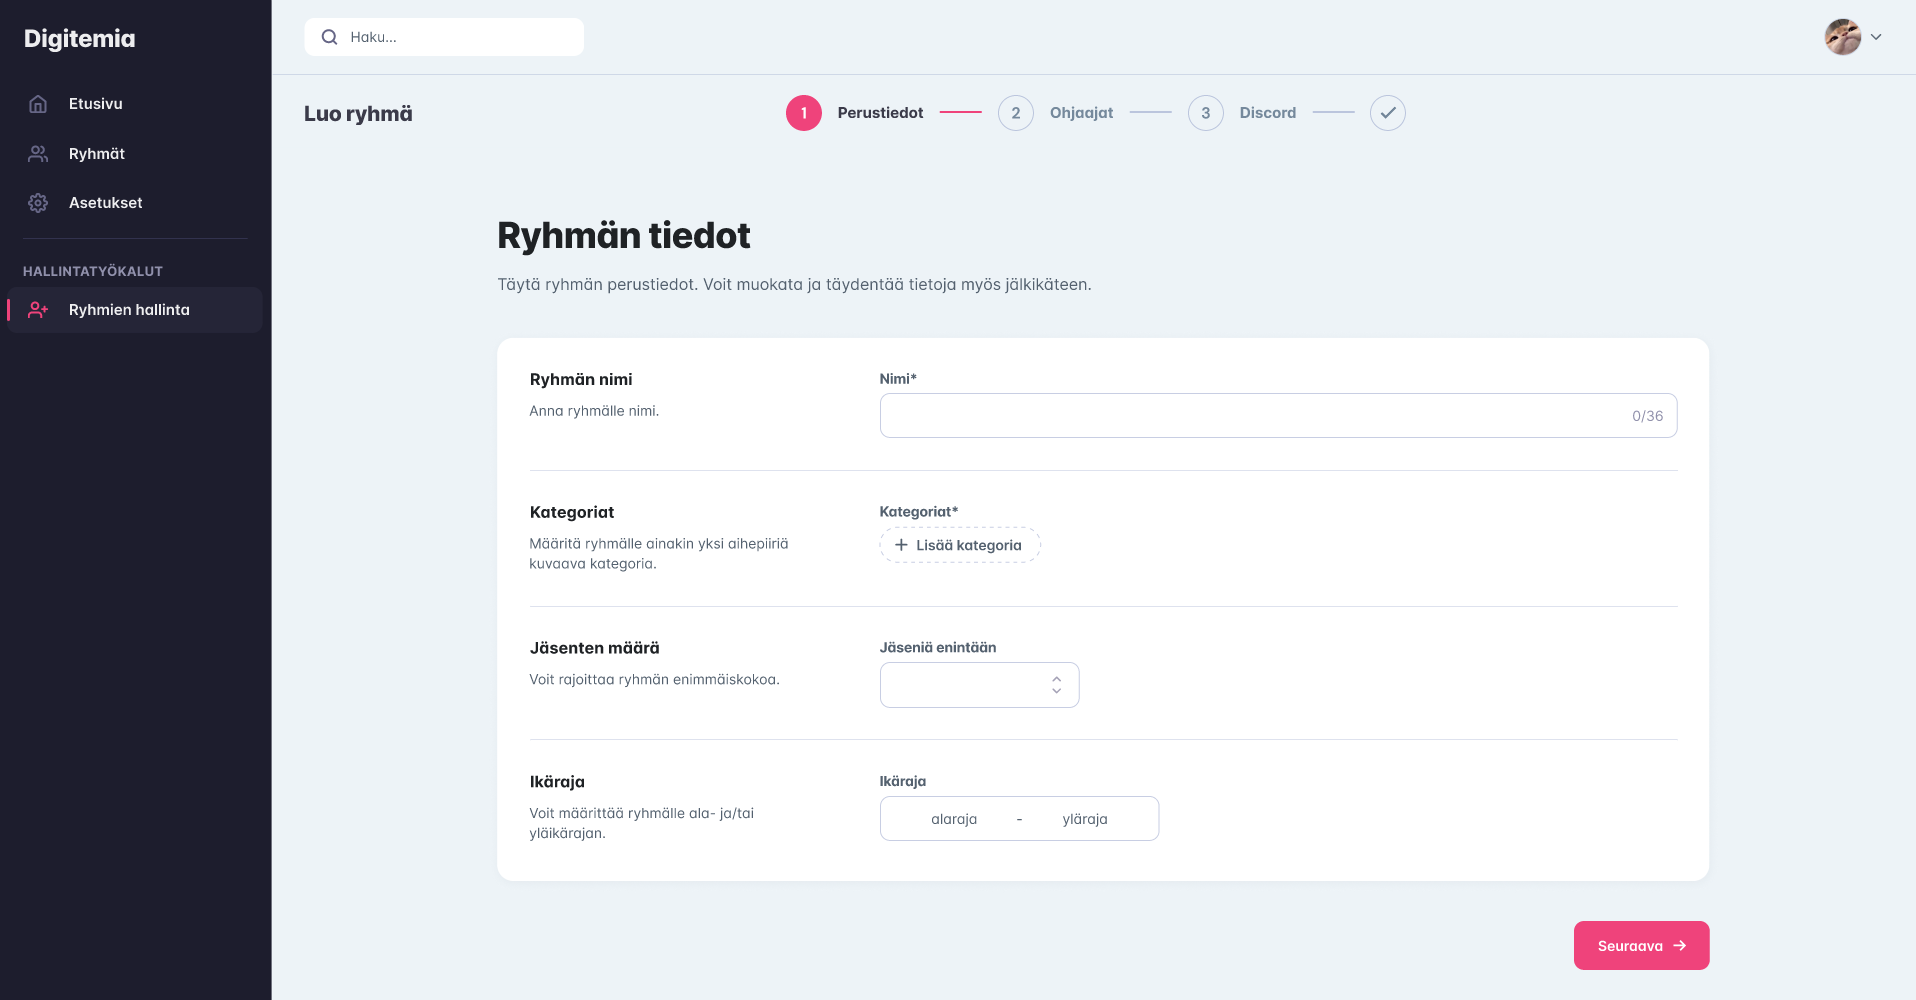 Digitemia
Etusivu
Ryhmät
Asetukset
HALLINTATYÖKALUT
Ryhmien hallinta
Haku...
Luo ryhmä
1 Perustiedot
2 Ohjaajat
3 Discord
Ryhmän tiedot
Täytä ryhmän perustiedot. Voit muokata ja täydentää tietoja myös jälkikäteen.
Ryhmän nimi
Anna ryhmälle nimi.
Nimi*
0/36
Kategoriat
Määritä ryhmälle ainakin yksi aihepiiriä
kuvaava kategoria.
Kategoriat*
+ Lisää kategoria
Jäsenten määrä
Voit rajoittaa ryhmän enimmäiskokoa.
Jäseniä enintään
Ikäraja
Voit määrittää ryhmälle ala- ja/tai
yläikärajan.
Ikäraja
alaraja - yläraja
Seuraava →